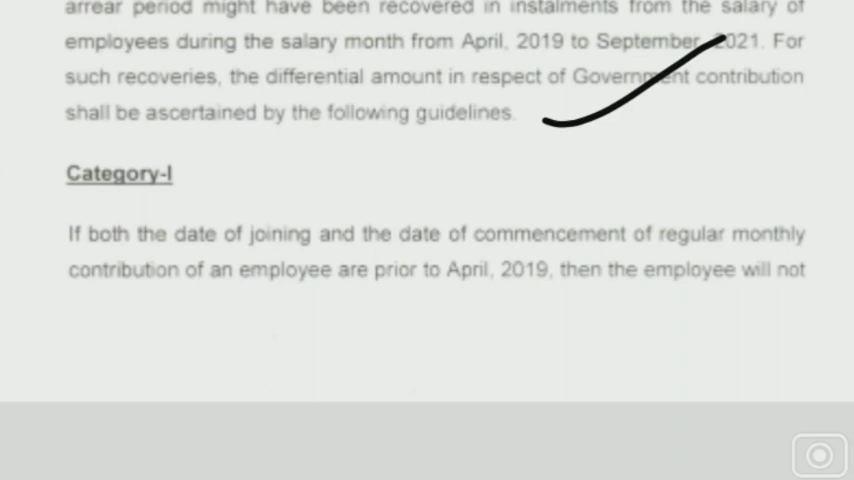 arrear period might have been recovered in instalments from the salary of
employees during the salary month from April, 2019 to September, 2021. For
such recoveries, the differential amount in respect of Government contribution
shall be ascertained by the following guidelines.
Category-I
If both the date of joining and the date of commencement of regular monthly
contribution of an employee are prior to April, 2019, then the employee will not